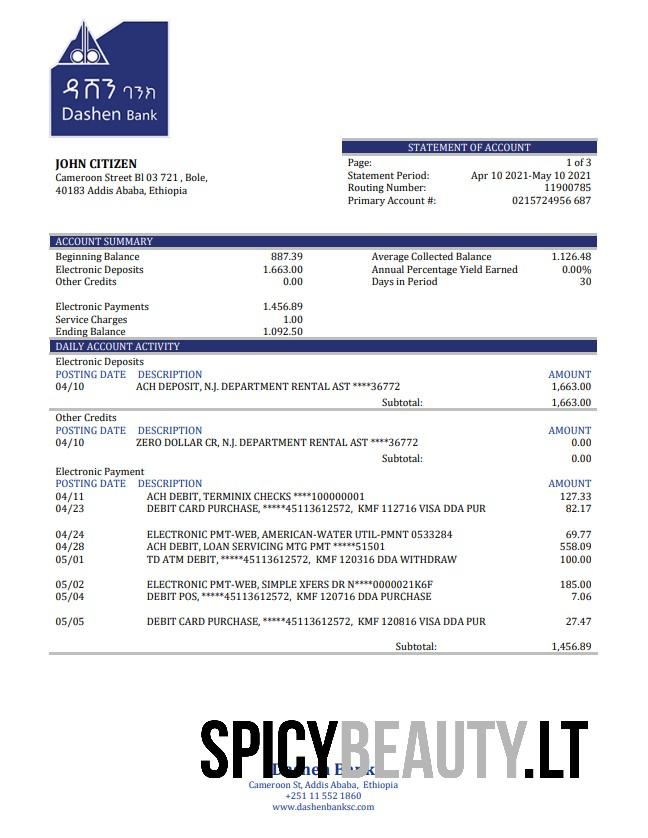 ዳሸን ባንክ
Dashen Bank
STATEMENT OF ACCOUNT
JOHN CITIZEN
Cameroon Street Bl 03 721 , Bole,
40183 Addis Ababa, Ethiopia
Page: 1 of 3
Statement Period: Apr 10 2021-May 10 2021
Routing Number: 11900785
Primary Account #: 0215724956 687
ACCOUNT SUMMARY
Beginning Balance 887.39 Average Collected Balance 1.126.48
Electronic Deposits 1.663.00 Annual Percentage Yield Earned 0.00%
Other Credits 0.00 Days in Period 30
Electronic Payments 1.456.89
Service Charges 1.00
Ending Balance 1.092.50
DAILY ACCOUNT ACTIVITY
Electronic Deposits
POSTING DATE DESCRIPTION AMOUNT
04/10 ACH DEPOSIT, N.J. DEPARTMENT RENTAL AST ****36772 1,663.00
Subtotal: 1,663.00
Other Credits
POSTING DATE DESCRIPTION AMOUNT
04/10 ZERO DOLLAR CR, N.J. DEPARTMENT RENTAL AST ****36772 0.00
Subtotal: 0.00
Electronic Payment
POSTING DATE DESCRIPTION AMOUNT
04/11 ACH DEBIT, TERMINIX CHECKS ****100000001 127.33
04/23 DEBIT CARD PURCHASE, *****45113612572, KMF 112716 VISA DDA PUR 82.17
04/24 ELECTRONIC PMT-WEB, AMERICAN-WATER UTIL-PMNT 0533284 69.77
04/28 ACH DEBIT, LOAN SERVICING MTG PMT *****51501 558.09
05/01 TD ATM DEBIT, *****45113612572, KMF 120316 DDA WITHDRAW 100.00
05/02 ELECTRONIC PMT-WEB, SIMPLE XFERS DR N****0000021K6F 185.00
05/04 DEBIT POS, *****45113612572, KMF 120716 DDA PURCHASE 7.06
05/05 DEBIT CARD PURCHASE, *****45113612572, KMF 120816 VISA DDA PUR 27.47
Subtotal: 1,456.89
SPICYBEAUTY.LT
Dashen Bank
Cameroon St, Addis Ababa, Ethiopia
+251 11 552 1860
www.dashenbanksc.com